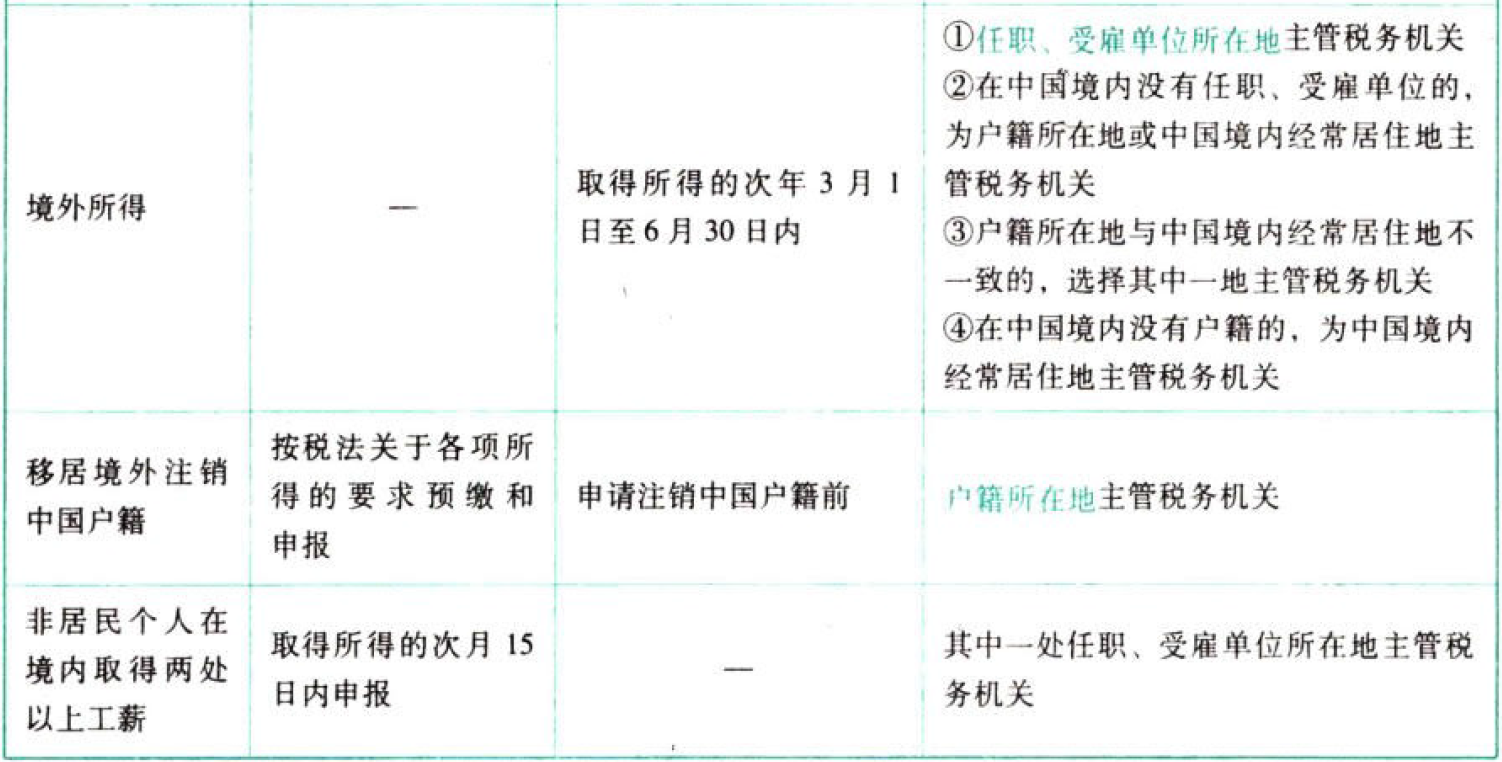 境外所得
—
取得所得的次年 3 月 1
日至 6 月 30 日内
①任职、受雇单位所在地主管税务机关
②在中国境内没有任职、受雇单位的，
为户籍所在地或中国境内经常居住地主
管税务机关
③户籍所在地与中国境内经常居住地不
一致的，选择其中一地主管税务机关
④在中国境内没有户籍的，为中国境内
经常居住地主管税务机关
移居境外注销
中国户籍
按税法关于各项所
得的要求预缴和
申报
申请注销中国户籍前
户籍所在地主管税务机关
非居民个人在
境内取得两处
以上工薪
取得所得的次月 15
日内申报
—
其中一处任职、受雇单位所在地主管税
务机关